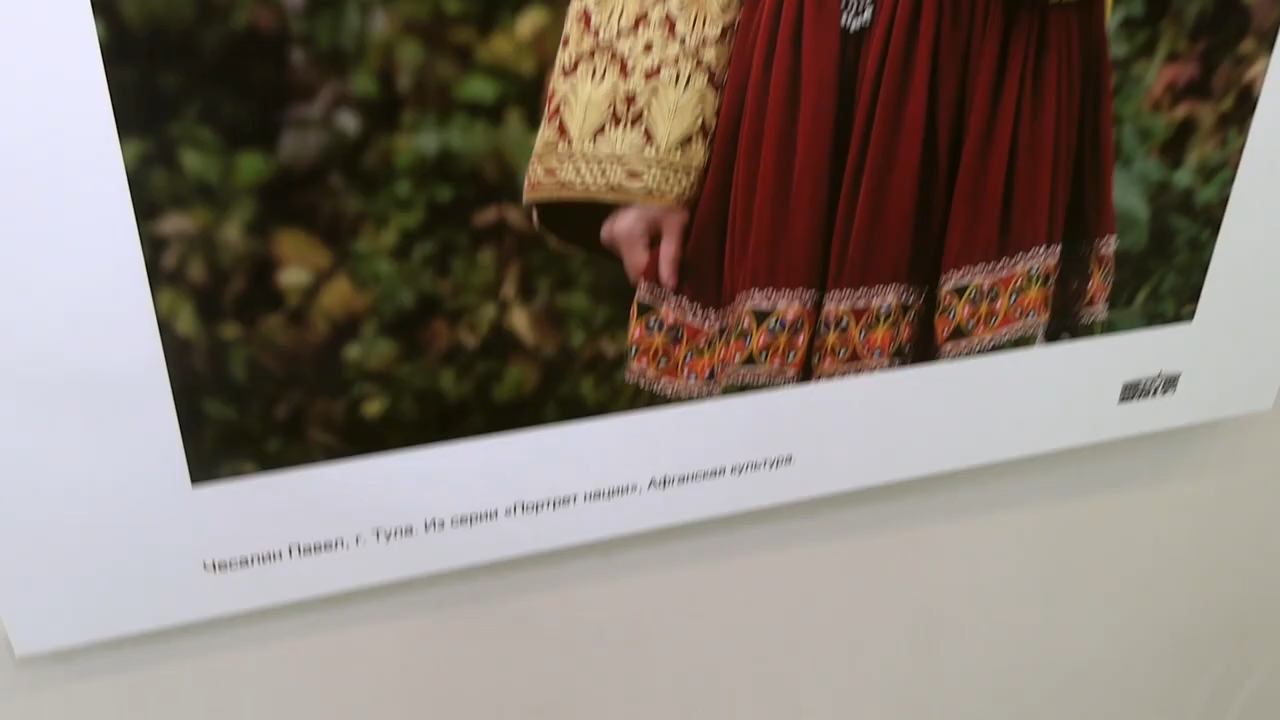 Чесалин Павел, г. Тула. Из серии «Портрет нации», Афганская культура.